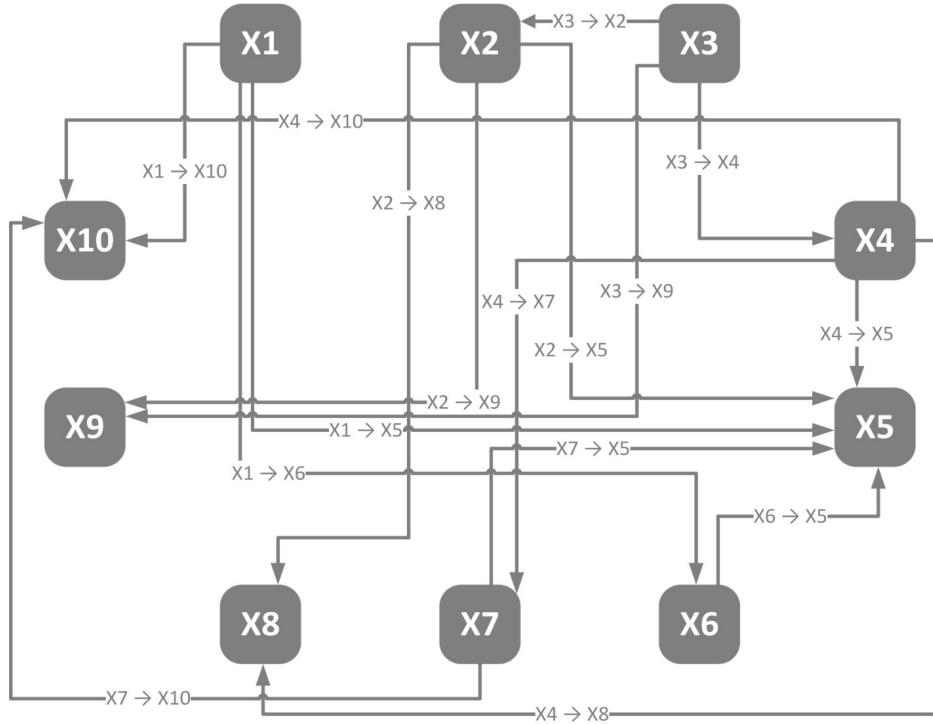 X1
X2
X3 → X2
X3
X4 → X10
X1 → X10
X3 → X4
X2 → X8
X10
X4
X4 → X7
X3 → X9
X4 → X5
X2 → X5
X9
X2 → X9
X5
X1 → X5
X7 → X5
X1 → X6
X6 → X5
X8
X7
X6
X7 → X10
X4 → X8